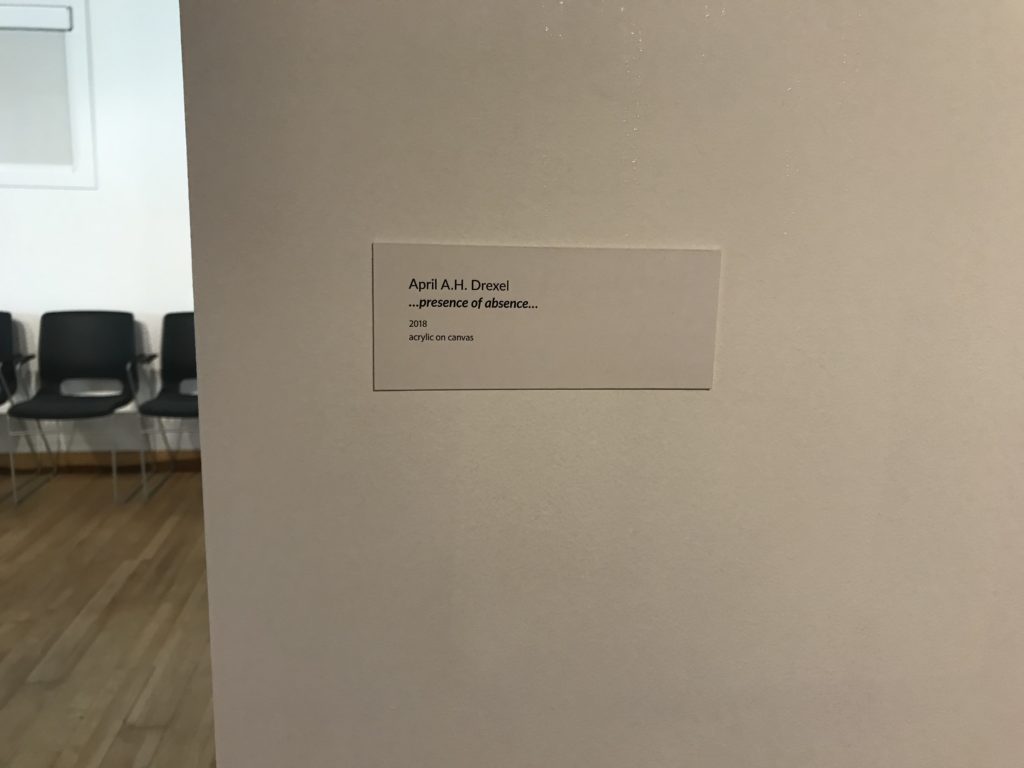 April A.H. Drexel
...presence of absence...
2018
acrylic on canvas